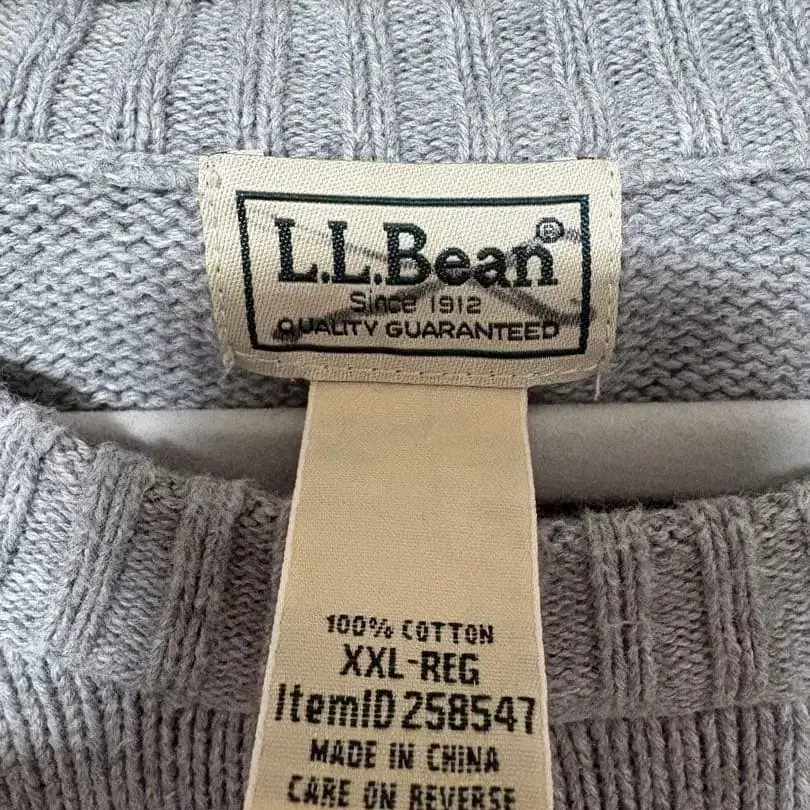 L.L.Bean®
Since 1912
QUALITY GUARANTEED
100% COTTON
XXL-REG
ItemID 258547
MADE IN CHINA
CARE ON REVERSE